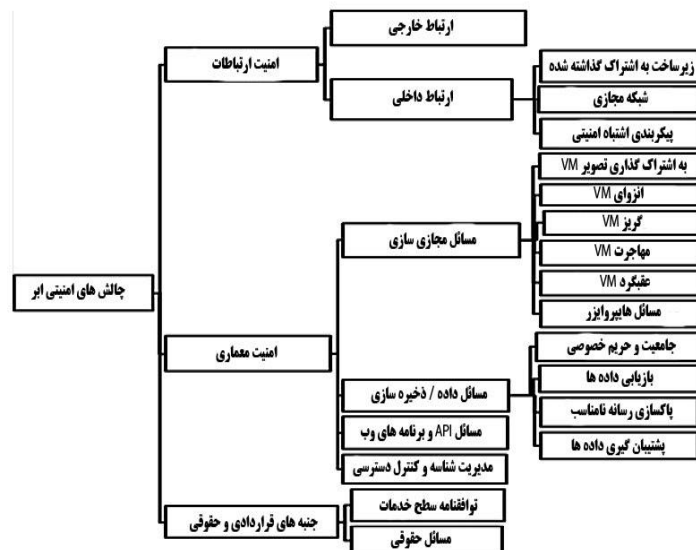 ارتباط خارجی
امنیت ارتباطات
زیرساخت به اشتراک گذاشته شده
ارتباط داخلی
شبکه مجازی
پیکربندی اشتباه امنیتی
به اشتراک گذاری تصویر VM
انزوای VM
گریز VM
مسائل مجازی سازی
مهاجرت VM
عقبگرد VM
چالش های امنیتی ابر
مسائل هایپروایزر
جامعیت و حریم خصوصی
امنیت معماری
بازیابی داده ها
مسائل داده / ذخیره سازی
پاکسازی رسانه نامناسب
مسائل API و برنامه های وب
پشتیبان گیری داده ها
مدیریت شناسه و کنترل دسترسی
توافقنامه سطح خدمات
جنبه های قراردادی و حقوقی
مسائل حقوقی